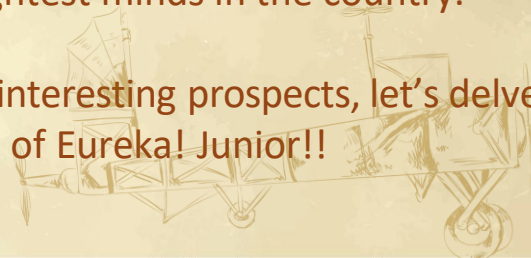 ghtest minds in the country!
interesting prospects, let's delve
of Eureka! Junior!!